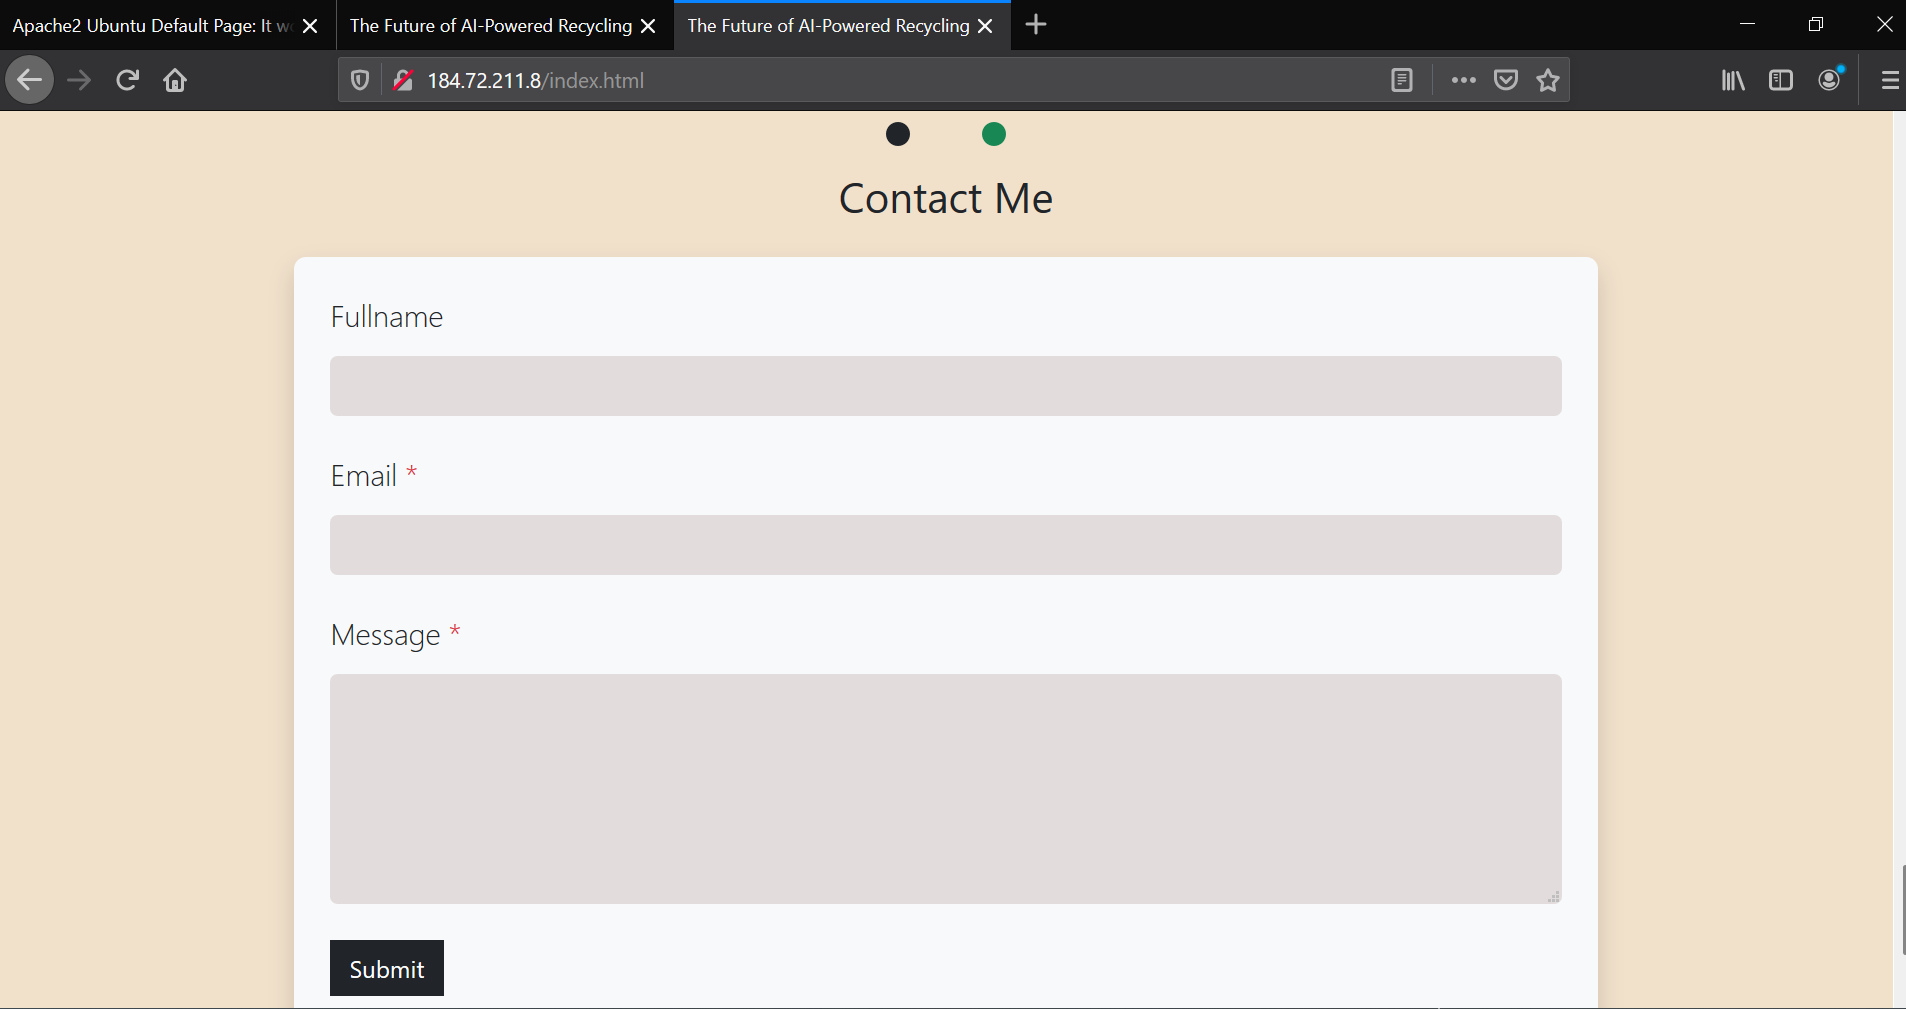 Apache2 Ubuntu Default Page: It
The Future of AI-Powered Recycling
The Future of AI-Powered Recycling
184.72.211.8/index.html
Contact Me
Fullname
Email *
Message *
Submit